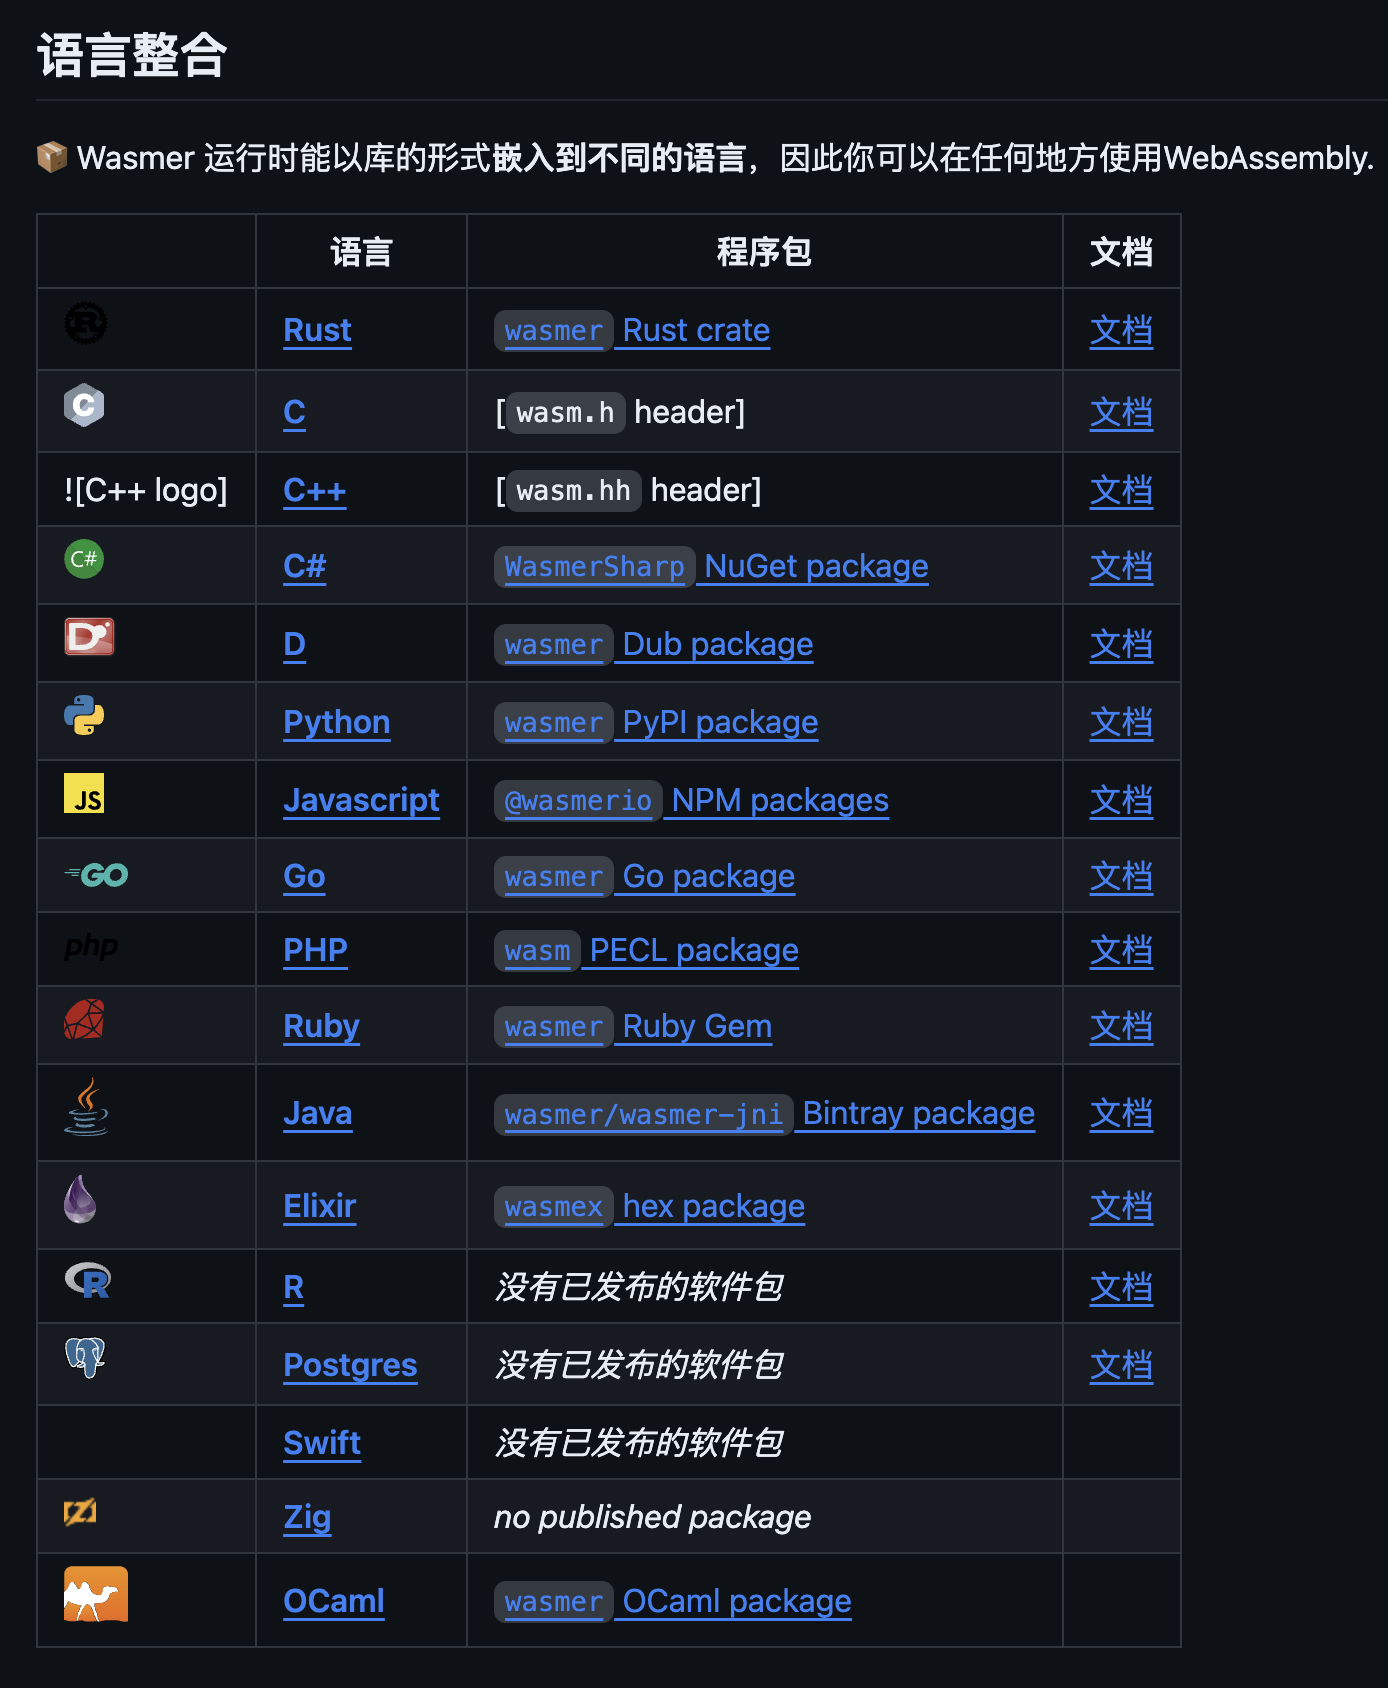 语言整合
📦 Wasmer 运行时能以库的形式嵌入到不同的语言，因此你可以在任何地方使用WebAssembly.
语言 程序包 文档
Rust wasmer Rust crate 文档
C C [wasm.h header] 文档
![C++ logo] C++ [wasm.hh header] 文档
C# C# WasmerSharp NuGet package 文档
D D wasmer Dub package 文档
Python wasmer PyPI package 文档
JS Javascript @wasmerio NPM packages 文档
GO Go wasmer Go package 文档
php PHP wasm PECL package 文档
Ruby wasmer Ruby Gem 文档
Java wasmer/wasmer-jni Bintray package 文档
Elixir wasmex hex package 文档
R R 没有已发布的软件包 文档
Postgres 没有已发布的软件包 文档
Swift 没有已发布的软件包
Zig no published package
OCaml wasmer OCaml package